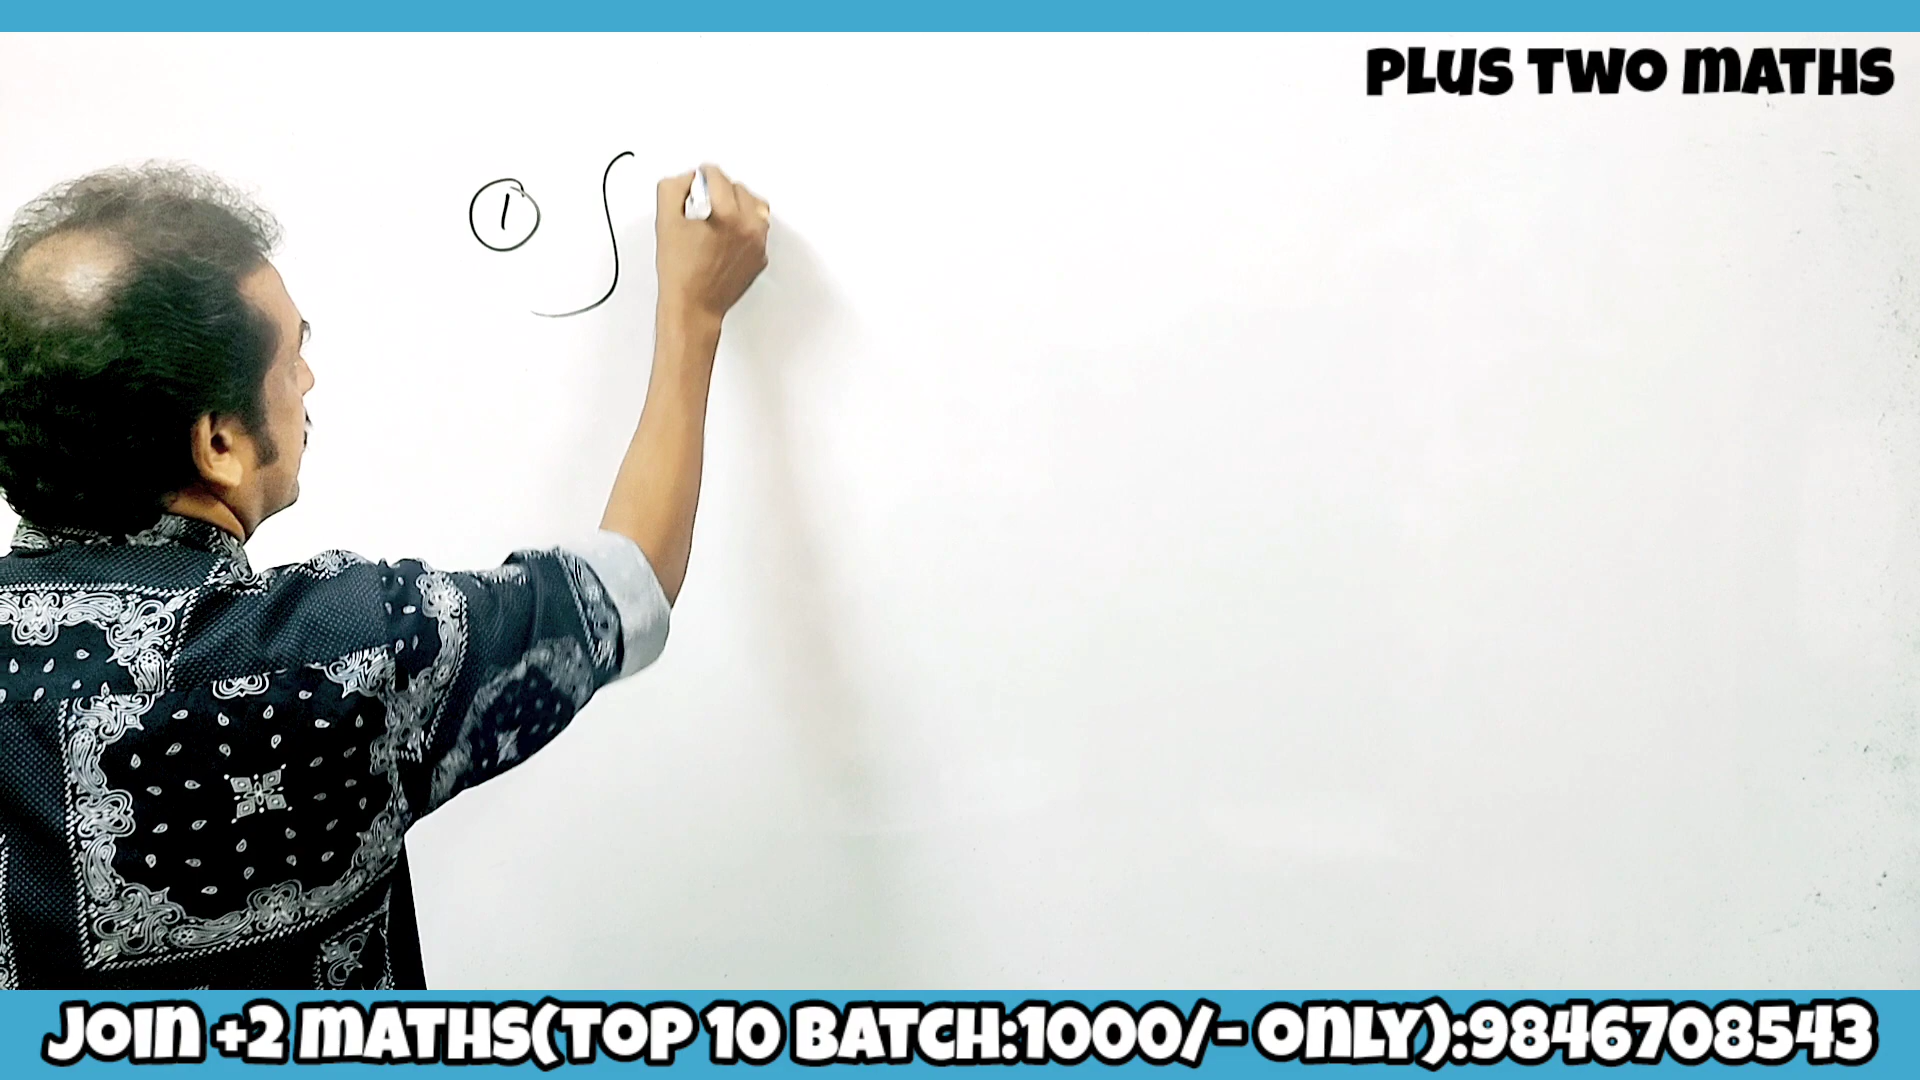 PLUS TWO MATHS
① ∫
JOIN +2 MATHS(TOP 10 BATCH:1000/- ONLY):9846708543